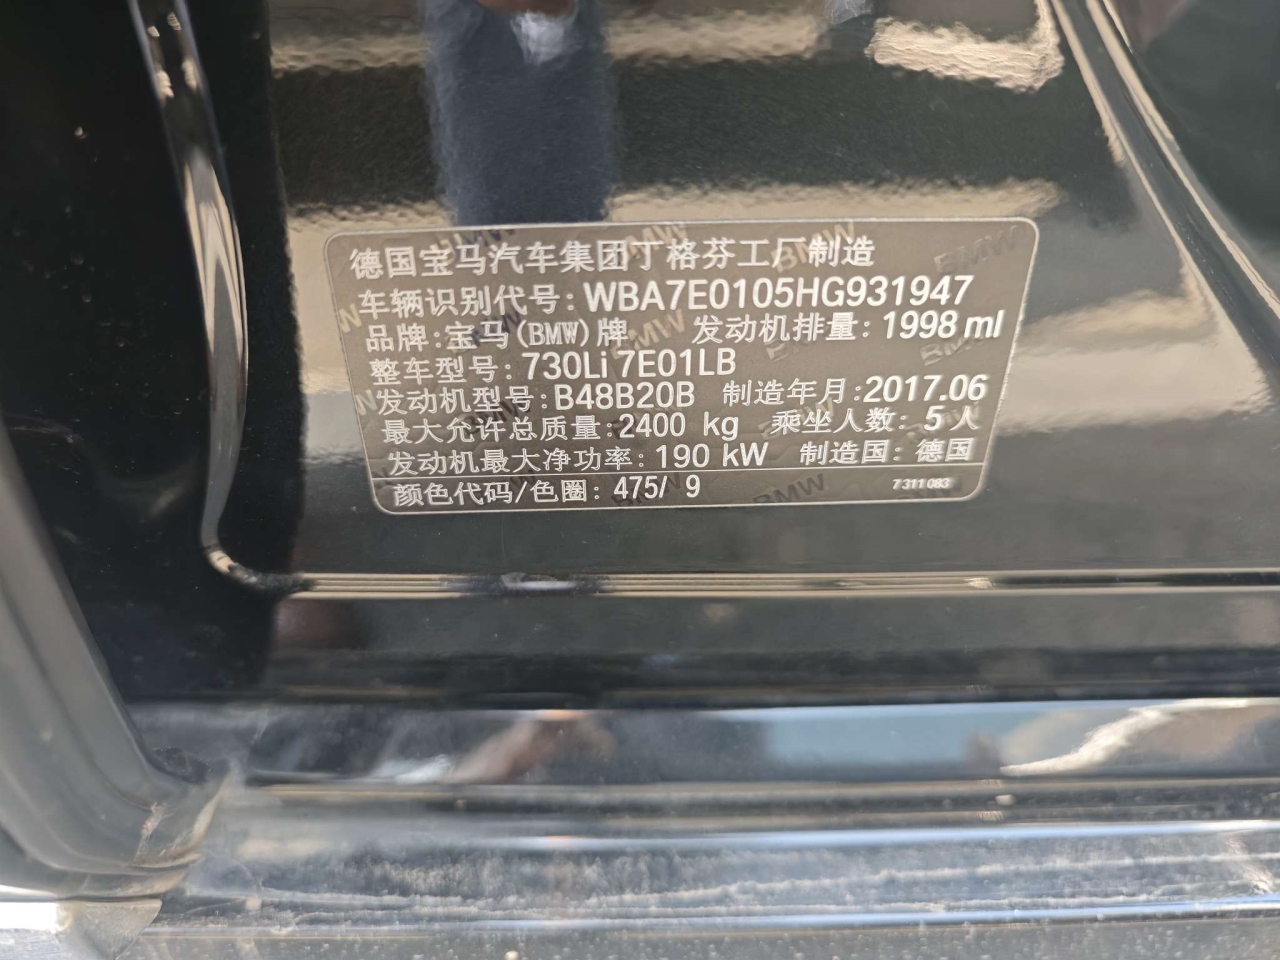 德国宝马汽车集团丁格芬工厂制造
车辆识别代号:WBA7E0105HG931947
品牌:宝马(BMW)牌 发动机排量:1998 ml
整车型号:730Li 7E01LB
发动机型号:B48B20B 制造年月:2017.06
最大允许总质量:2400 kg 乘坐人数:5人
发动机最大净功率:190 kW 制造国:德国
颜色代码/色圈:475/ 9 7 311 083